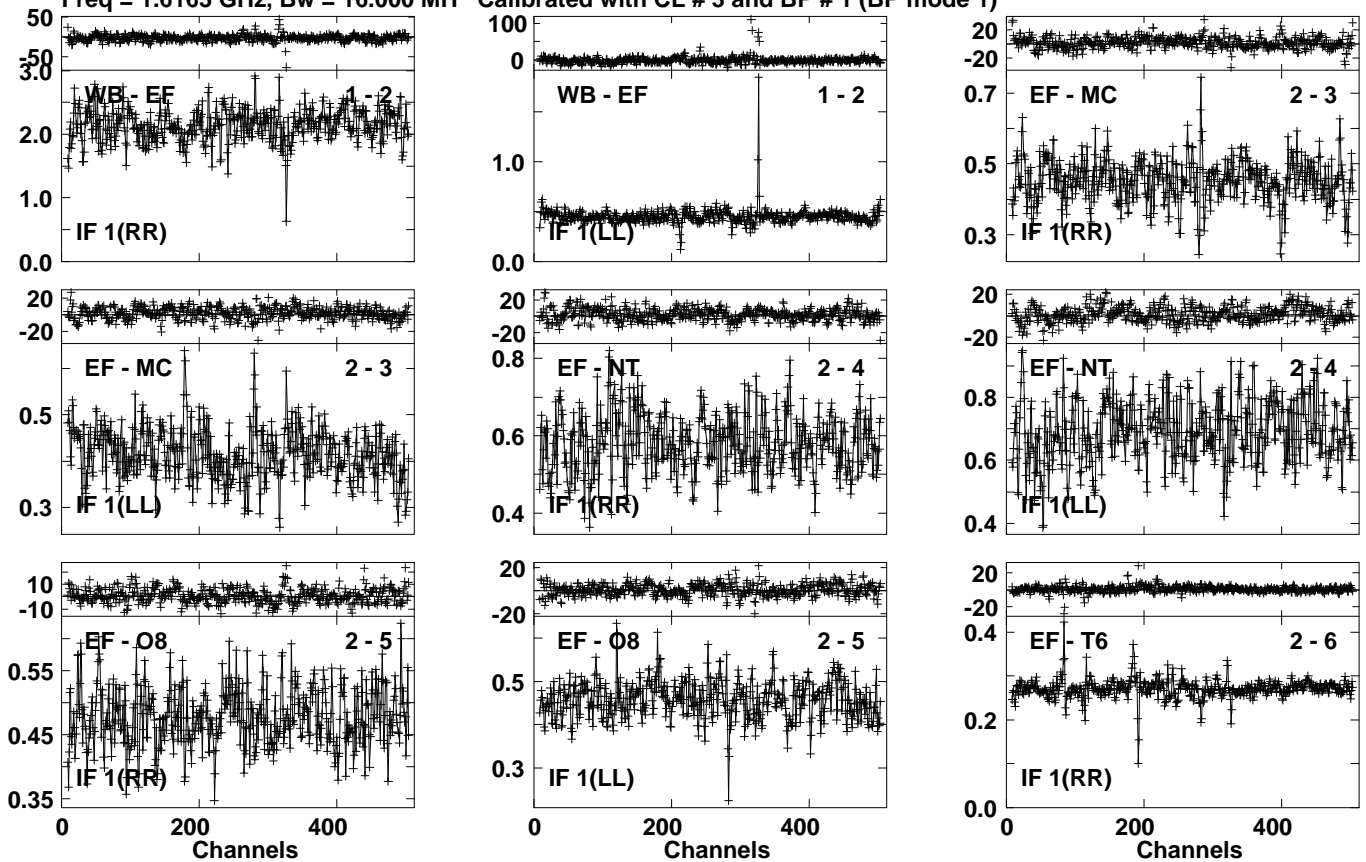 Freq = 1.6163 GHz, Bw = 16.000 MH Calibrated with CL # 3 and BP # 1 (BP mode 1)
50
-50
3.0
2.0
1.0
0.0
WB - EF 1 - 2
IF 1(RR)
100
0
1.0
0.0
WB - EF 1 - 2
IF 1(LL)
20
-20
0.7
0.5
0.3
EF - MC 2 - 3
IF 1(RR)
20
-20
0.5
0.3
EF - MC 2 - 3
IF 1(LL)
20
-20
0.8
0.6
0.4
EF - NT 2 - 4
IF 1(RR)
20
-20
0.8
0.6
0.4
EF - NT 2 - 4
IF 1(LL)
10
-10
0.55
0.45
0.35
EF - O8 2 - 5
IF 1(RR)
0 200 400
Channels
20
-20
0.5
0.3
EF - O8 2 - 5
IF 1(LL)
0 200 400
Channels
20
-20
0.4
0.2
0.0
EF - T6 2 - 6
IF 1(RR)
0 200 400
Channels